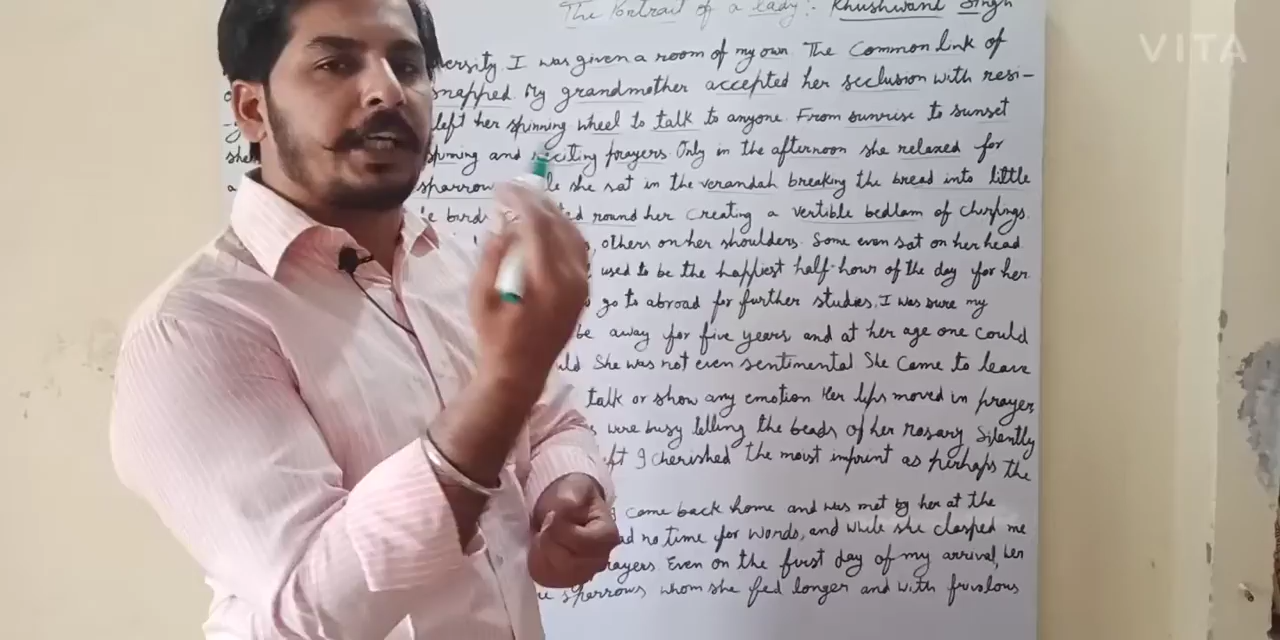 The Portrait of a lady :- Khushwant Singh
VITA
versity I was given a room of my own. The Common link of
snapped. My grandmother accepted her seclusion with resi-
left her spinning wheel to talk to anyone. From sunrise to sunset
she spinning and reciting prayers. Only in the afternoon she relaxed for
a sparrow she sat in the verandah breaking the bread into little
birds round her creating a vertible bedlam of chirpings.
others on her shoulders. Some even sat on her head
used to be the happiest half-hour of the day for her
go to abroad for further studies. I was sure my
be away for five years, and at her age one could
She was not even sentimental She Came to leave
talk or show any emotion Her lips moved in prayer
were busy telling the beads of her rosary Silently
I cherished the most imprint as perhaps the
came back home and was met by her at the
no time for words, and while she clasped me
rayers. Even on the first day of my arrival, her
sparrows whom she fed longer and with frivolous